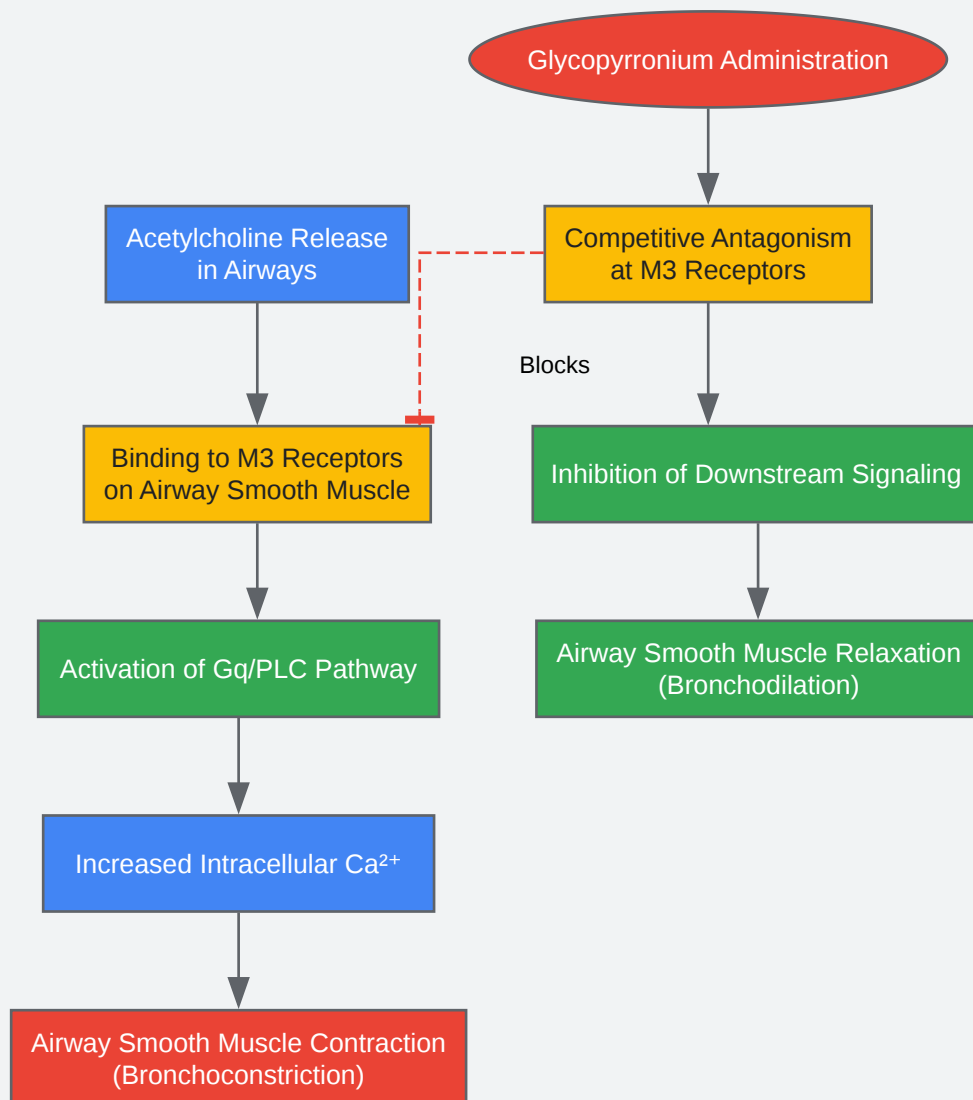 Glycopyrronium Administration
Acetylcholine Release
in Airways
Competitive Antagonism
at M3 Receptors
Blocks
Binding to M3 Receptors
on Airway Smooth Muscle
Inhibition of Downstream Signaling
Activation of Gq/PLC Pathway
Airway Smooth Muscle Relaxation
(Bronchodilation)
Increased Intracellular Ca²⁺
Airway Smooth Muscle Contraction
(Bronchoconstriction)